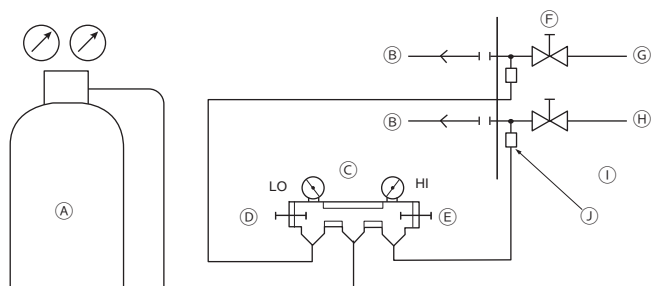 Ⓕ
Ⓑ Ⓖ
Ⓑ Ⓗ
Ⓒ Ⓘ
LO HI
Ⓐ Ⓓ Ⓔ Ⓙ